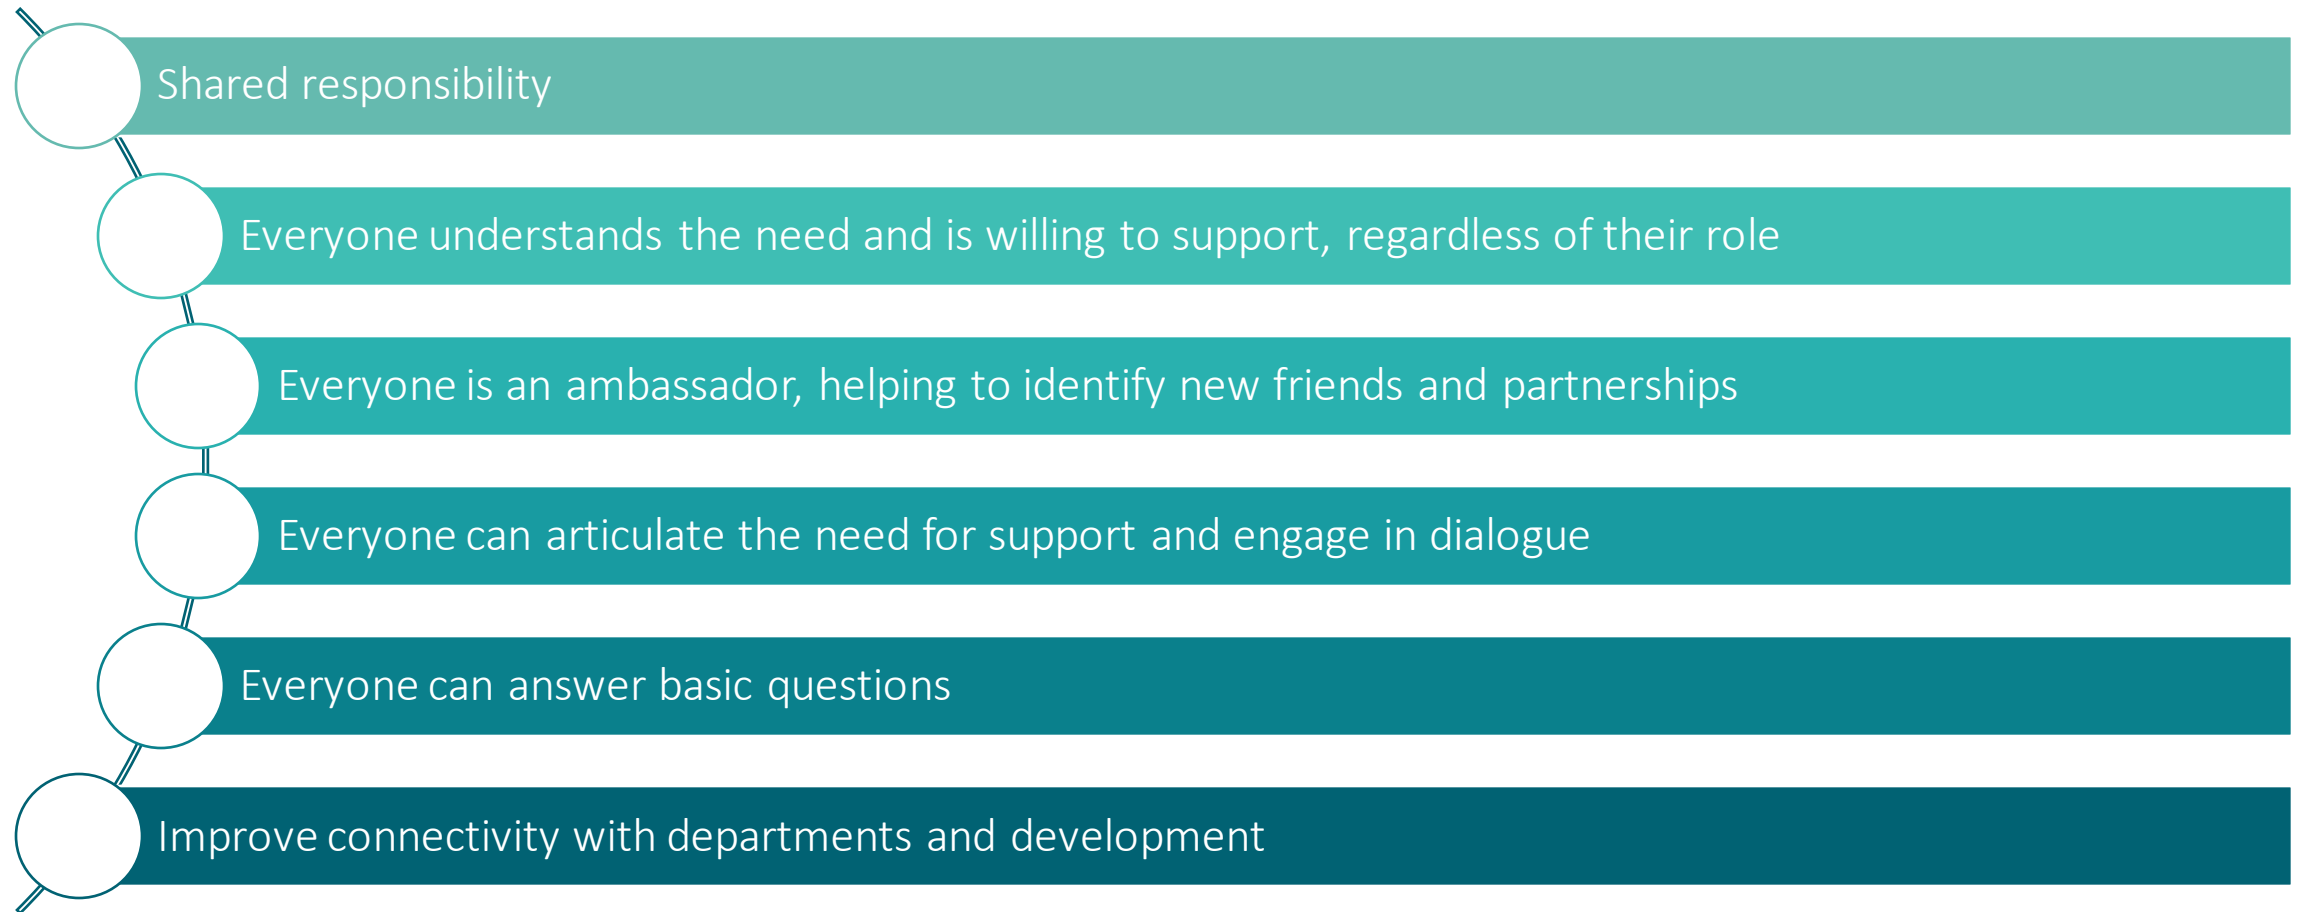 Shared responsibility
Everyone understands the need and is willing to support, regardless of their role
Everyone is an ambassador, helping to identify new friends and partnerships
Everyone can articulate the need for support and engage in dialogue
Everyone can answer basic questions
Improve connectivity with departments and development